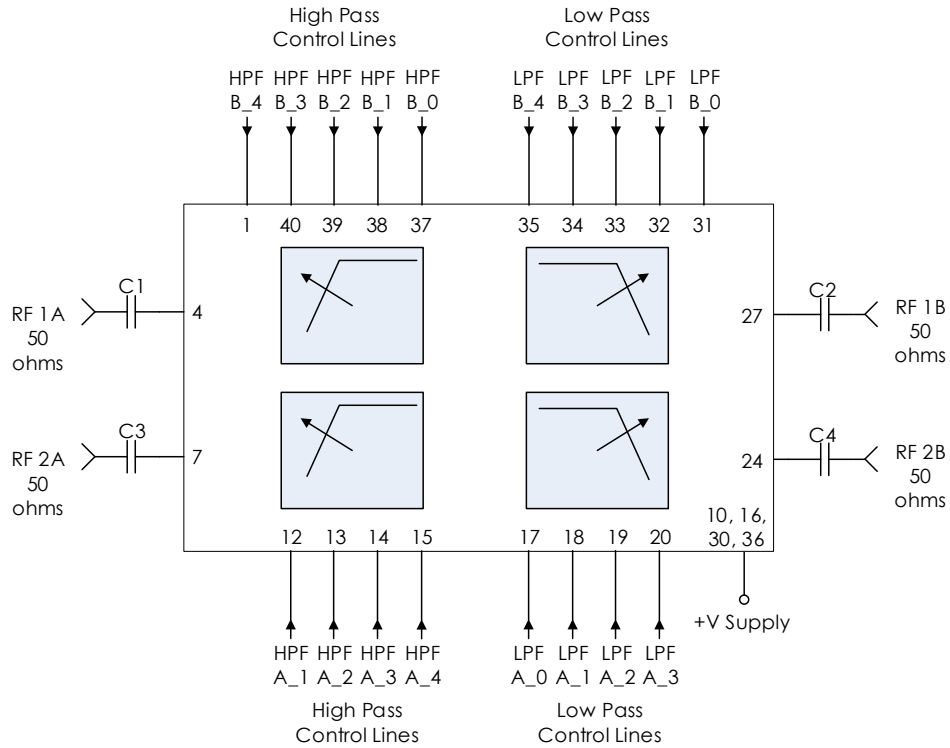 High Pass
Control Lines
Low Pass
Control Lines
HPF HPF HPF HPF HPF
B_4 B_3 B_2 B_1 B_0
LPF LPF LPF LPF LPF
B_4 B_3 B_2 B_1 B_0
1 40 39 38 37
35 34 33 32 31
C1
RF 1A
50
ohms
4
27
C2
RF 1B
50
ohms
C3
RF 2A
50
ohms
7
24
C4
RF 2B
50
ohms
10, 16,
30, 36
12 13 14 15
17 18 19 20
+V Supply
HPF HPF HPF HPF
A_1 A_2 A_3 A_4
LPF LPF LPF LPF
A_0 A_1 A_2 A_3
High Pass
Control Lines
Low Pass
Control Lines